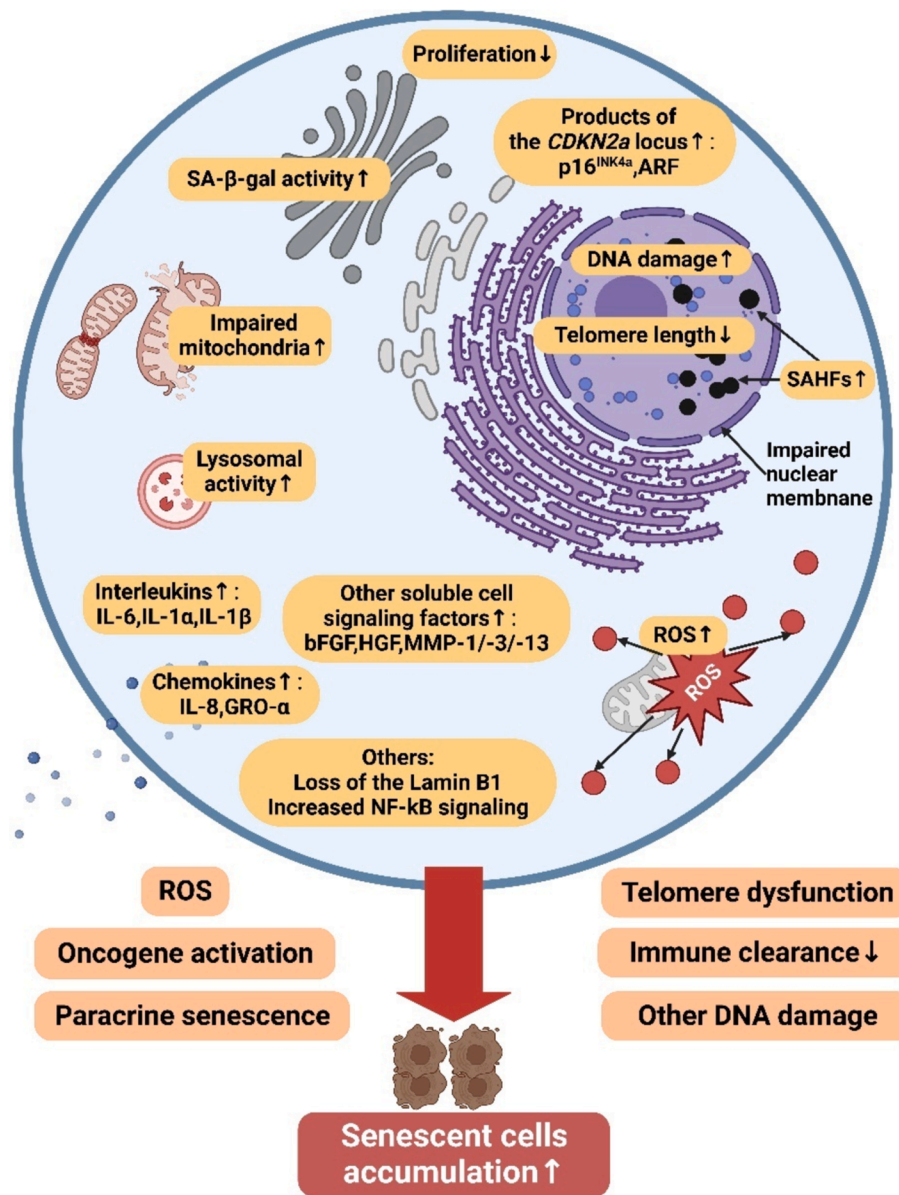 Proliferation↓
Products of
the CDKN2a locus↑:
p16INK4a,ARF
SA-β-gal activity↑
DNA damage↑
Impaired
mitochondria↑
Telomere length↓
SAHFs↑
Impaired
nuclear
membnane
Lysosomal
activity↑
Interleukins↑:
IL-6,IL-1α,IL-1β
Other soluble cell
signaling factors↑:
bFGF,HGF,MMP-1/-3/-13
ROS↑
ROS
Chemokines↑:
IL-8,GRO-α
Others:
Loss of the Lamin B1
Increased NF-kB signaling
ROS
Oncogene activation
Paracrine senescence
Telomere dysfunction
Immune clearance↓
Other DNA damage
Senescent cells
accumulation↑